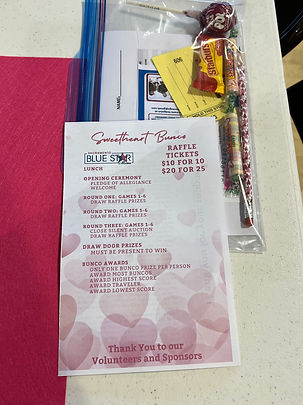 Sweetheart Bunco
SACRAMENTO
BLUE STAR
RAFFLE
TICKETS
$10 FOR 10
$20 FOR 25
LUNCH
OPENING CEREMONY
PLEDGE OF ALLEGIANCE
WELCOME
ROUND ONE: GAMES 1-6
DRAW RAFFLE PRIZES
ROUND TWO: GAMES 1-6
DRAW RAFFLE PRIZES
ROUND THREE: GAMES 1-6
CLOSE SILENT AUCTION
DRAW RAFFLE PRIZES
DRAW DOOR PRIZES
MUST BE PRESENT TO WIN.
BUNCO AWARDS
ONLY ONE BUNCO PRIZE PER PERSON
AWARD MOST BUNCOS
AWARD HIGHEST SCORE
AWARD TRAVELER
AWARD LOWEST SCORE
Thank You to our
Volunteers and Sponsors
NAME
Starburst